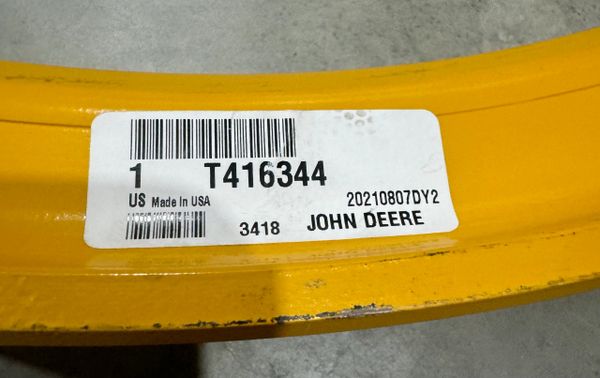 1 T416344
US Made In USA 20210807DY2
3418 JOHN DEERE